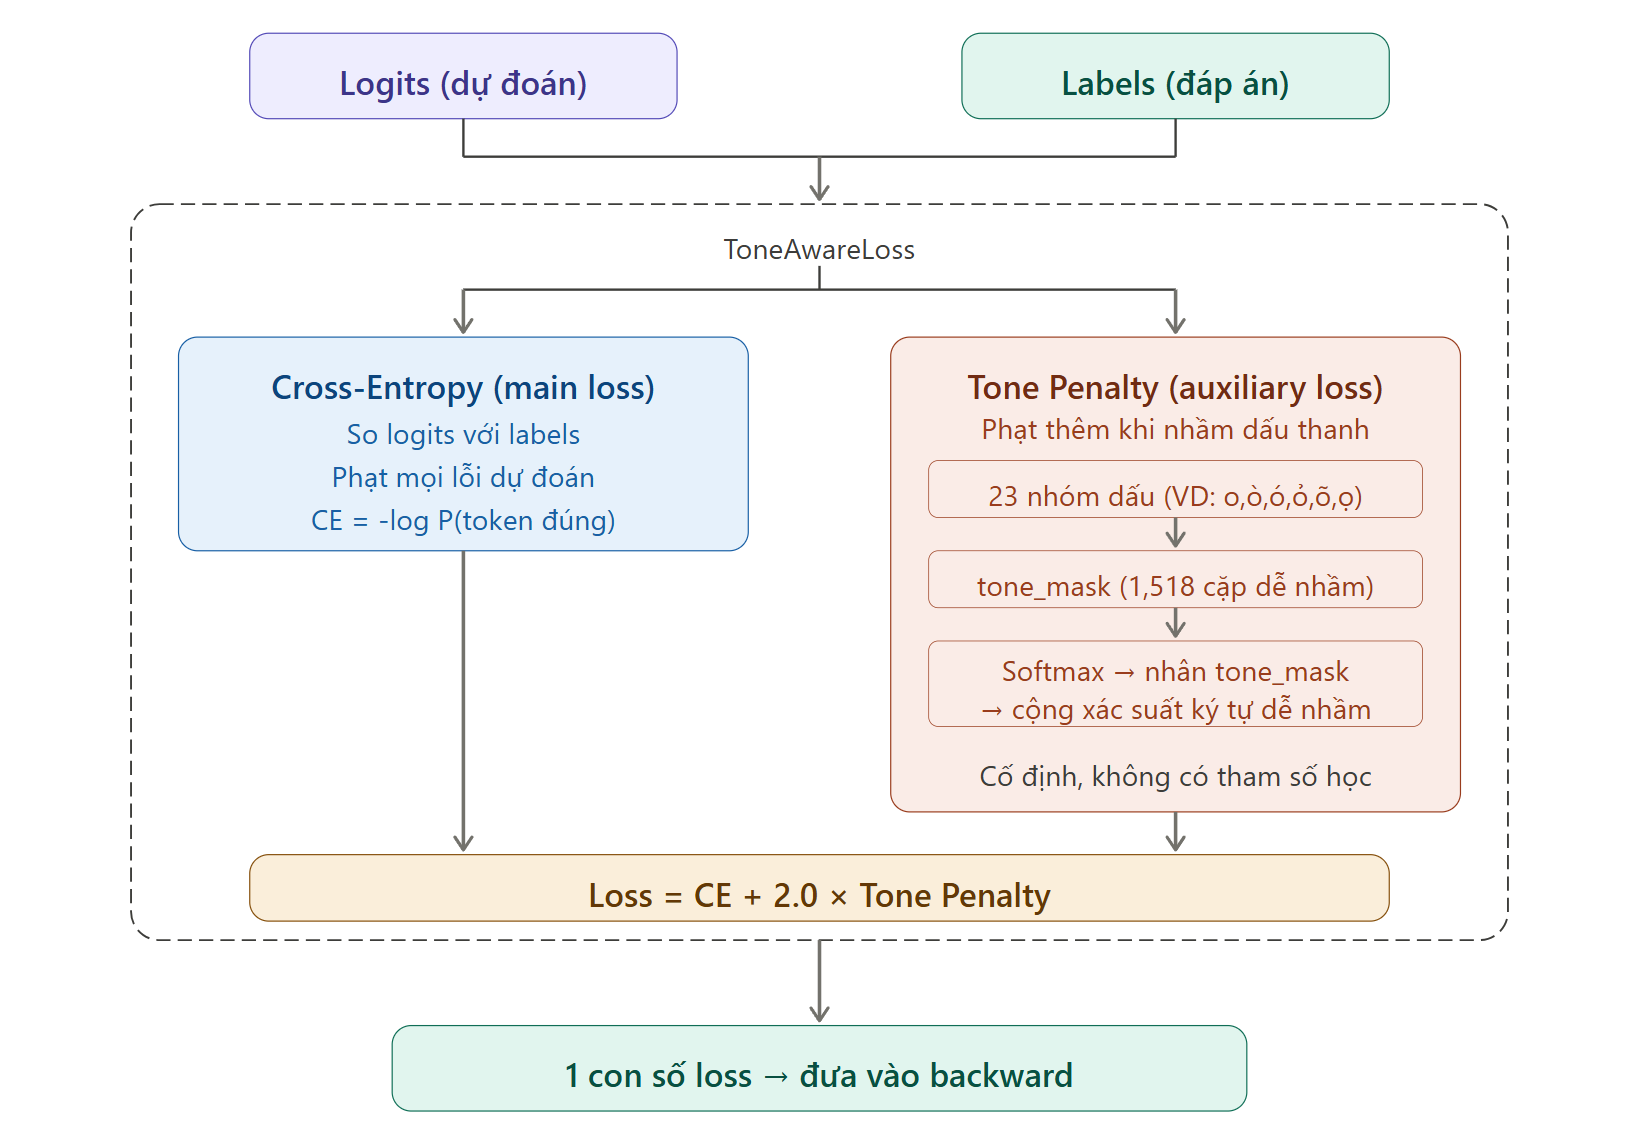 Logits (dự đoán)
Labels (đáp án)
ToneAwareLoss
Cross-Entropy (main loss)
So logits với labels
Phạt mọi lỗi dự đoán
CE = -log P(token đúng)
Tone Penalty (auxiliary loss)
Phạt thêm khi nhầm dấu thanh
23 nhóm dấu (VD: o,ò,ó,ỏ,õ,ọ)
tone_mask (1,518 cặp dễ nhầm)
Softmax → nhân tone_mask
→ cộng xác suất ký tự dễ nhầm
Cố định, không có tham số học
Loss = CE + 2.0 × Tone Penalty
1 con số loss → đưa vào backward